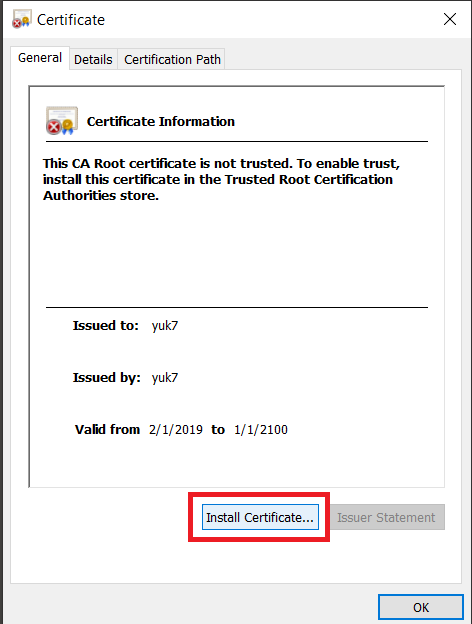 Certificate
General Details Certification Path
Certificate Information
This CA Root certificate is not trusted. To enable trust,
install this certificate in the Trusted Root Certification
Authorities store.
Issued to: yuk7
Issued by: yuk7
Valid from 2/1/2019 to 1/1/2100
Install Certificate... Issuer Statement
OK